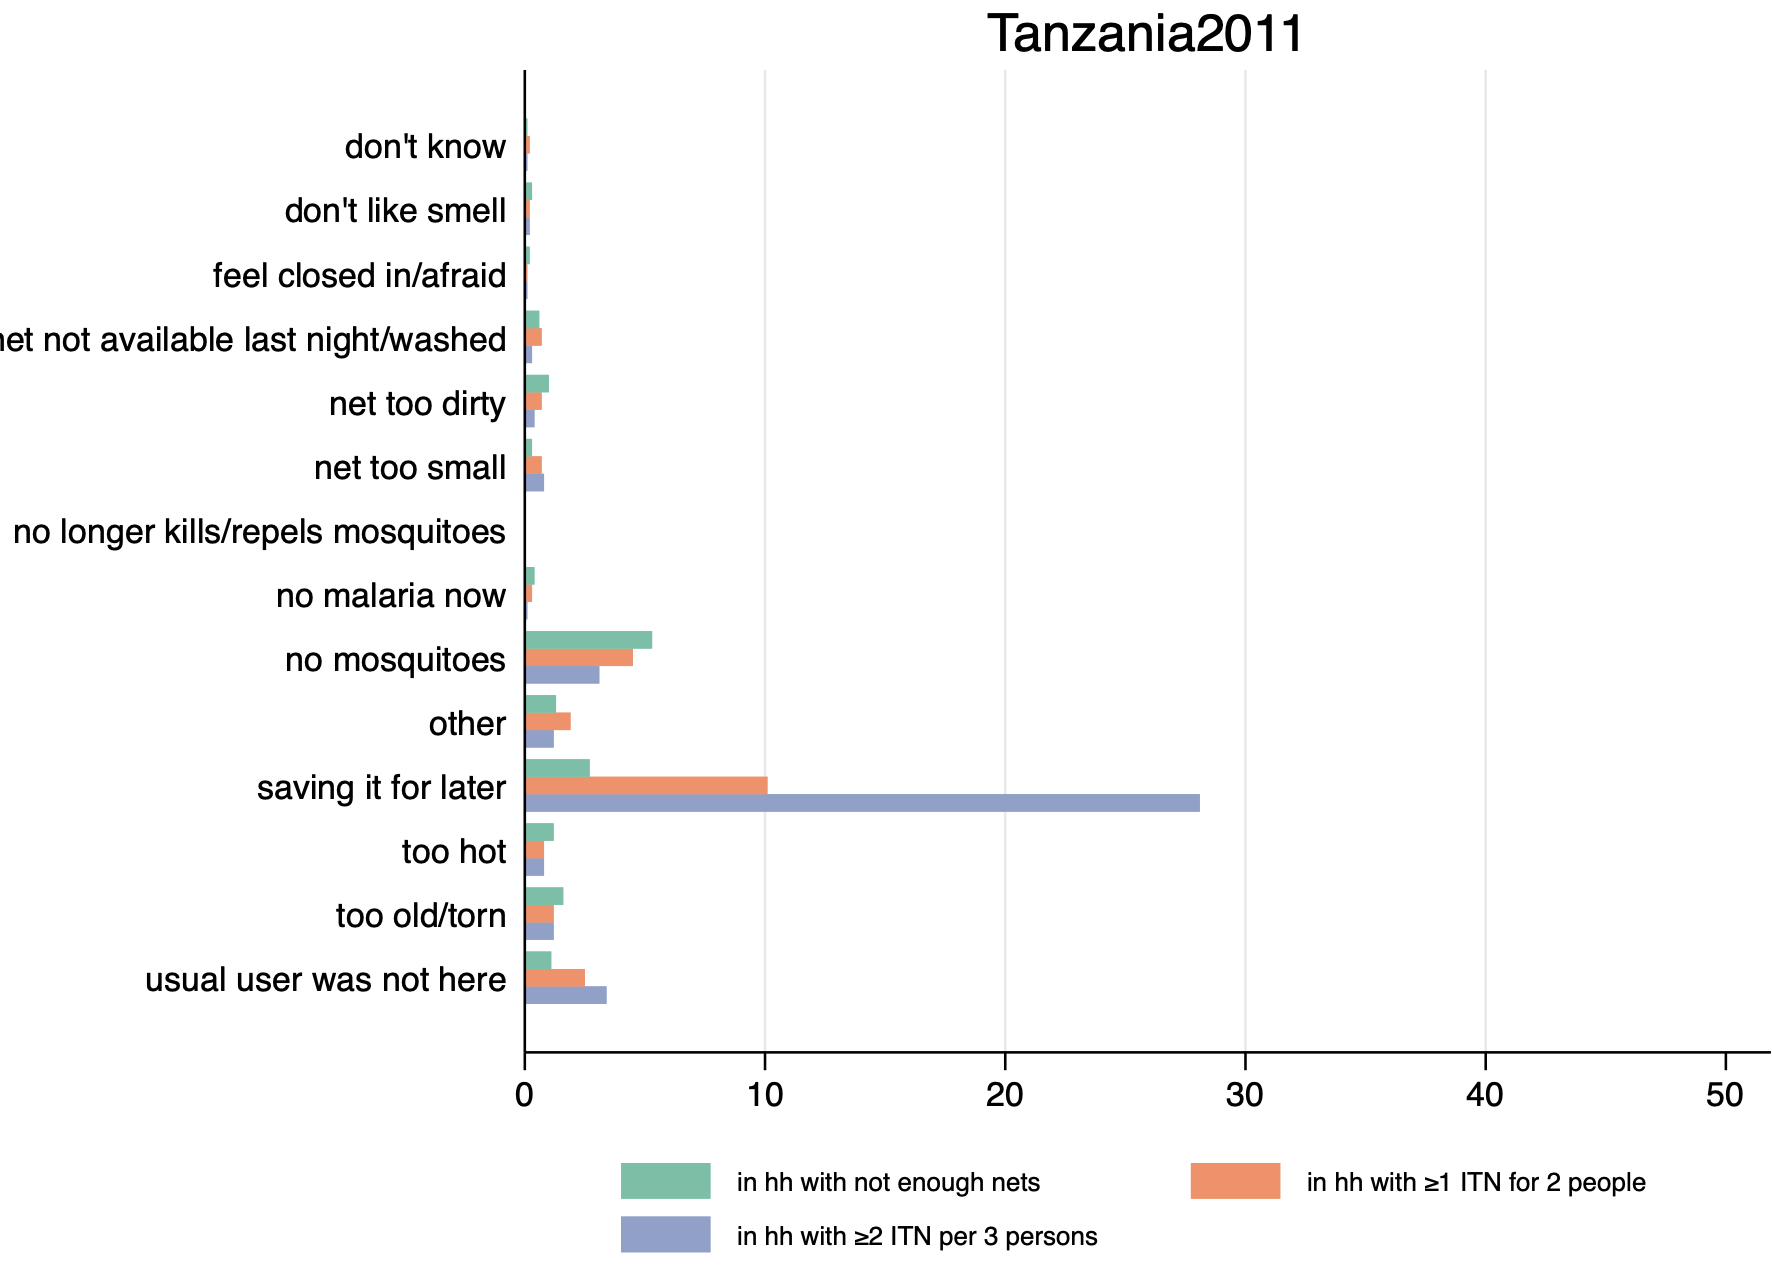 Tanzania2011
don't know
don't like smell
feel closed in/afraid
not available last night/washed
net too dirty
net too small
no longer kills/repels mosquitoes
no malaria now
no mosquitoes
other
saving it for later
too hot
too old/torn
usual user was not here
0 10 20 30 40 50
in hh with not enough nets
in hh with ≥1 ITN for 2 people
in hh with ≥2 ITN per 3 persons